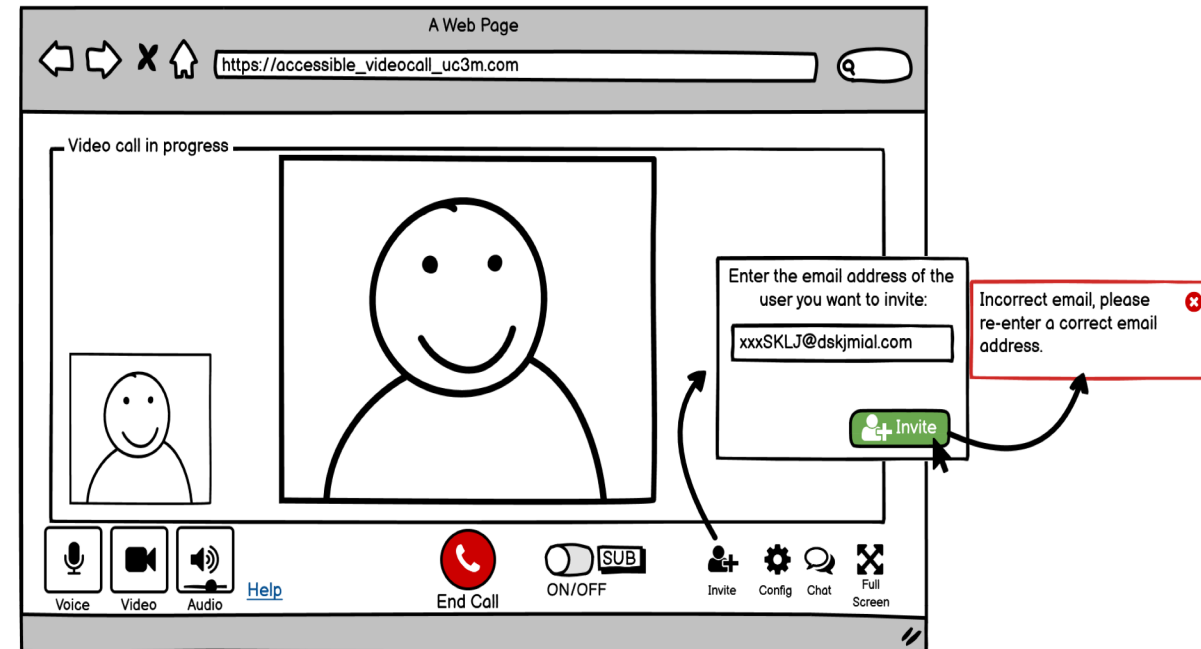 A Web Page
https://accessible_videocall_uc3m.com
Video call in progress
Enter the email address of the
user you want to invite:
xxxSKLJ@dskjmial.com
Invite
Incorrect email, please
re-enter a correct email
address.
Voice
Video
Audio
Help
End Call
SUB
ON/OFF
Invite
Config
Chat
Full
Screen